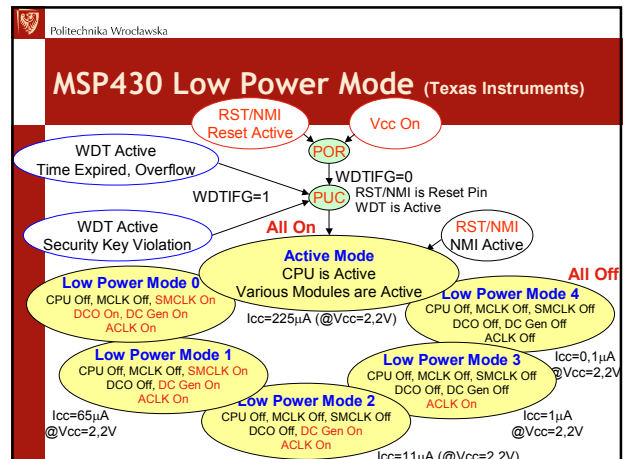 Politechnika Wrocławska
MSP430 Low Power Mode (Texas Instruments)
RST/NMI
Reset Active
Vcc On
POR
WDT Active
Time Expired, Overflow
WDTIFG=0
WDTIFG=1
PUC
RST/NMI is Reset Pin
WDT is Active
WDT Active
Security Key Violation
All On
RST/NMI
NMI Active
Active Mode
CPU is Active
Various Modules are Active
All Off
Low Power Mode 0
CPU Off, MCLK Off, SMCLK On
DCO On, DC Gen On
ACLK On
Icc=225µA (@Vcc=2,2V)
Low Power Mode 4
CPU Off, MCLK Off, SMCLK Off
DCO Off, DC Gen Off
ACLK Off
Icc=0,1µA
@Vcc=2,2V
Low Power Mode 1
CPU Off, MCLK Off, SMCLK On
DCO Off, DC Gen On
ACLK On
Icc=65µA
@Vcc=2,2V
Low Power Mode 3
CPU Off, MCLK Off, SMCLK Off
DCO Off, DC Gen Off
ACLK On
Icc=1µA
@Vcc=2,2V
Low Power Mode 2
CPU Off, MCLK Off, SMCLK Off
DCO Off, DC Gen On
ACLK On
Icc=11µA (@Vcc=2,2V)